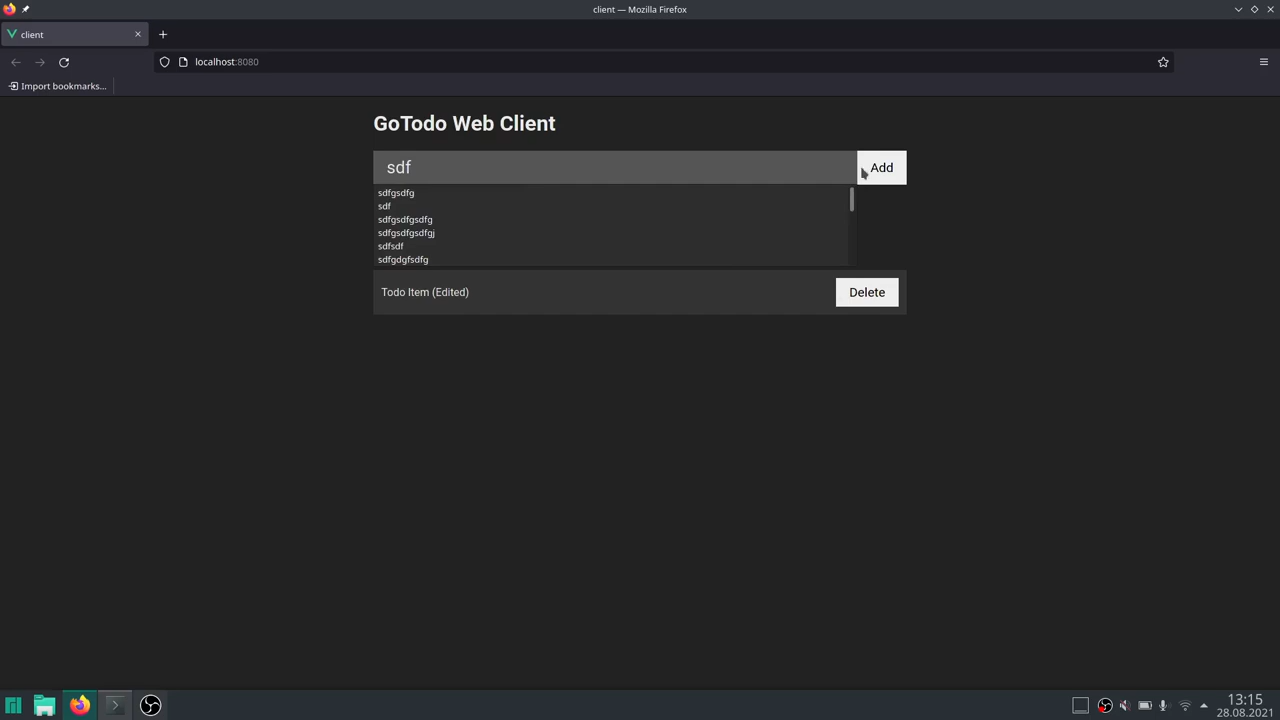 client — Mozilla Firefox
client
localhost:8080
Import bookmarks...
GoTodo Web Client
sdf
Add
sdfgsdfg
sdf
sdfgsdfgsdfg
sdfgsdfgsdfgj
sdfsdf
sdfgdgfsdfg
Todo Item (Edited)
Delete
13:15
28.08.2021